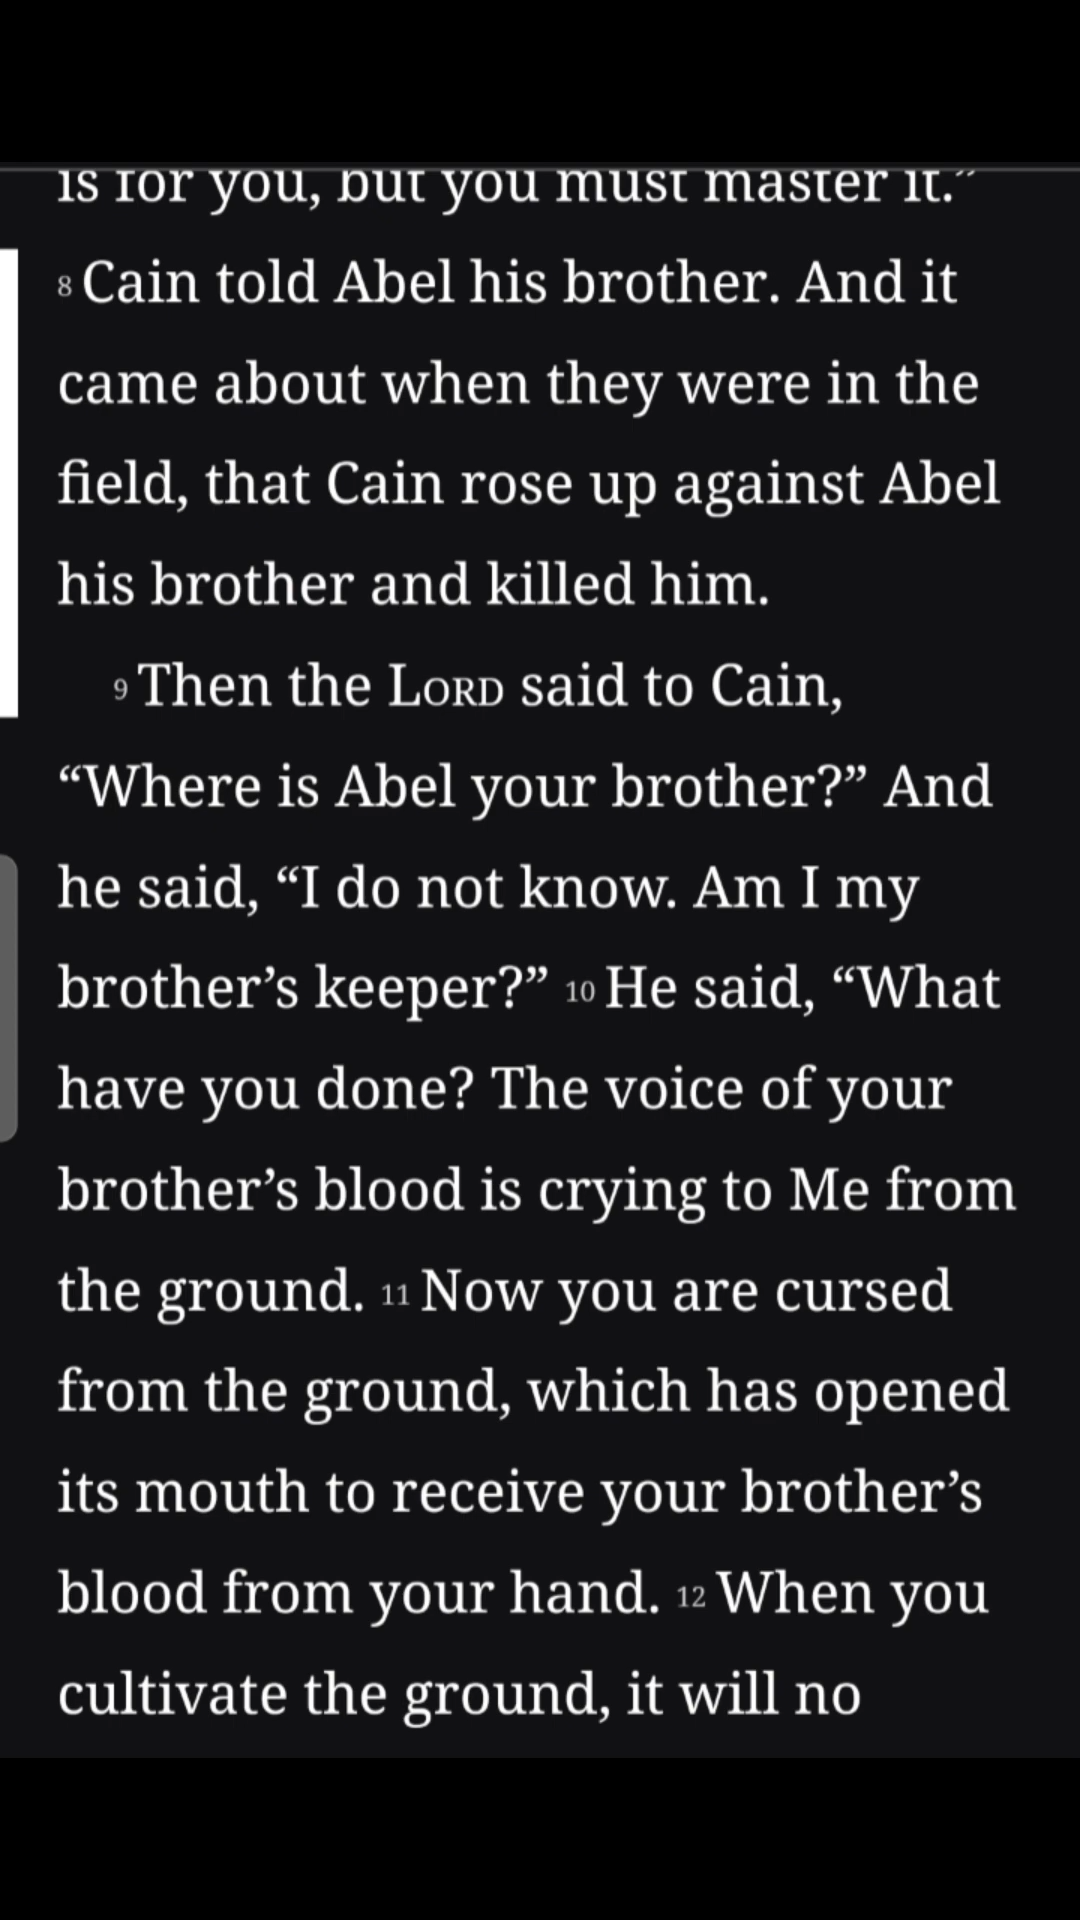 is for you, but you must master it.”
8 Cain told Abel his brother. And it
came about when they were in the
field, that Cain rose up against Abel
his brother and killed him.
9 Then the LORD said to Cain,
“Where is Abel your brother?” And
he said, “I do not know. Am I my
brother’s keeper?” 10 He said, “What
have you done? The voice of your
brother’s blood is crying to Me from
the ground. 11 Now you are cursed
from the ground, which has opened
its mouth to receive your brother’s
blood from your hand. 12 When you
cultivate the ground, it will no